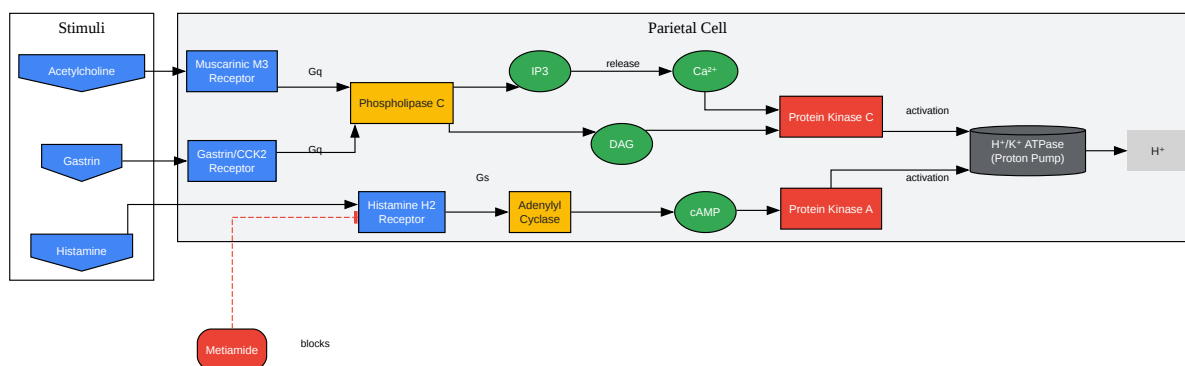 Stimuli
Parietal Cell
Acetylcholine
Muscarinic M3
Receptor
Gq
Phospholipase C
IP3
release
Ca²⁺
Protein Kinase C
activation
H⁺/K⁺ ATPase
(Proton Pump)
H⁺
Gastrin
Gastrin/CCK2
Receptor
Gq
DAG
Gs
activation
Histamine
Histamine H2
Receptor
Adenylyl
Cyclase
cAMP
Protein Kinase A
Metiamide
blocks